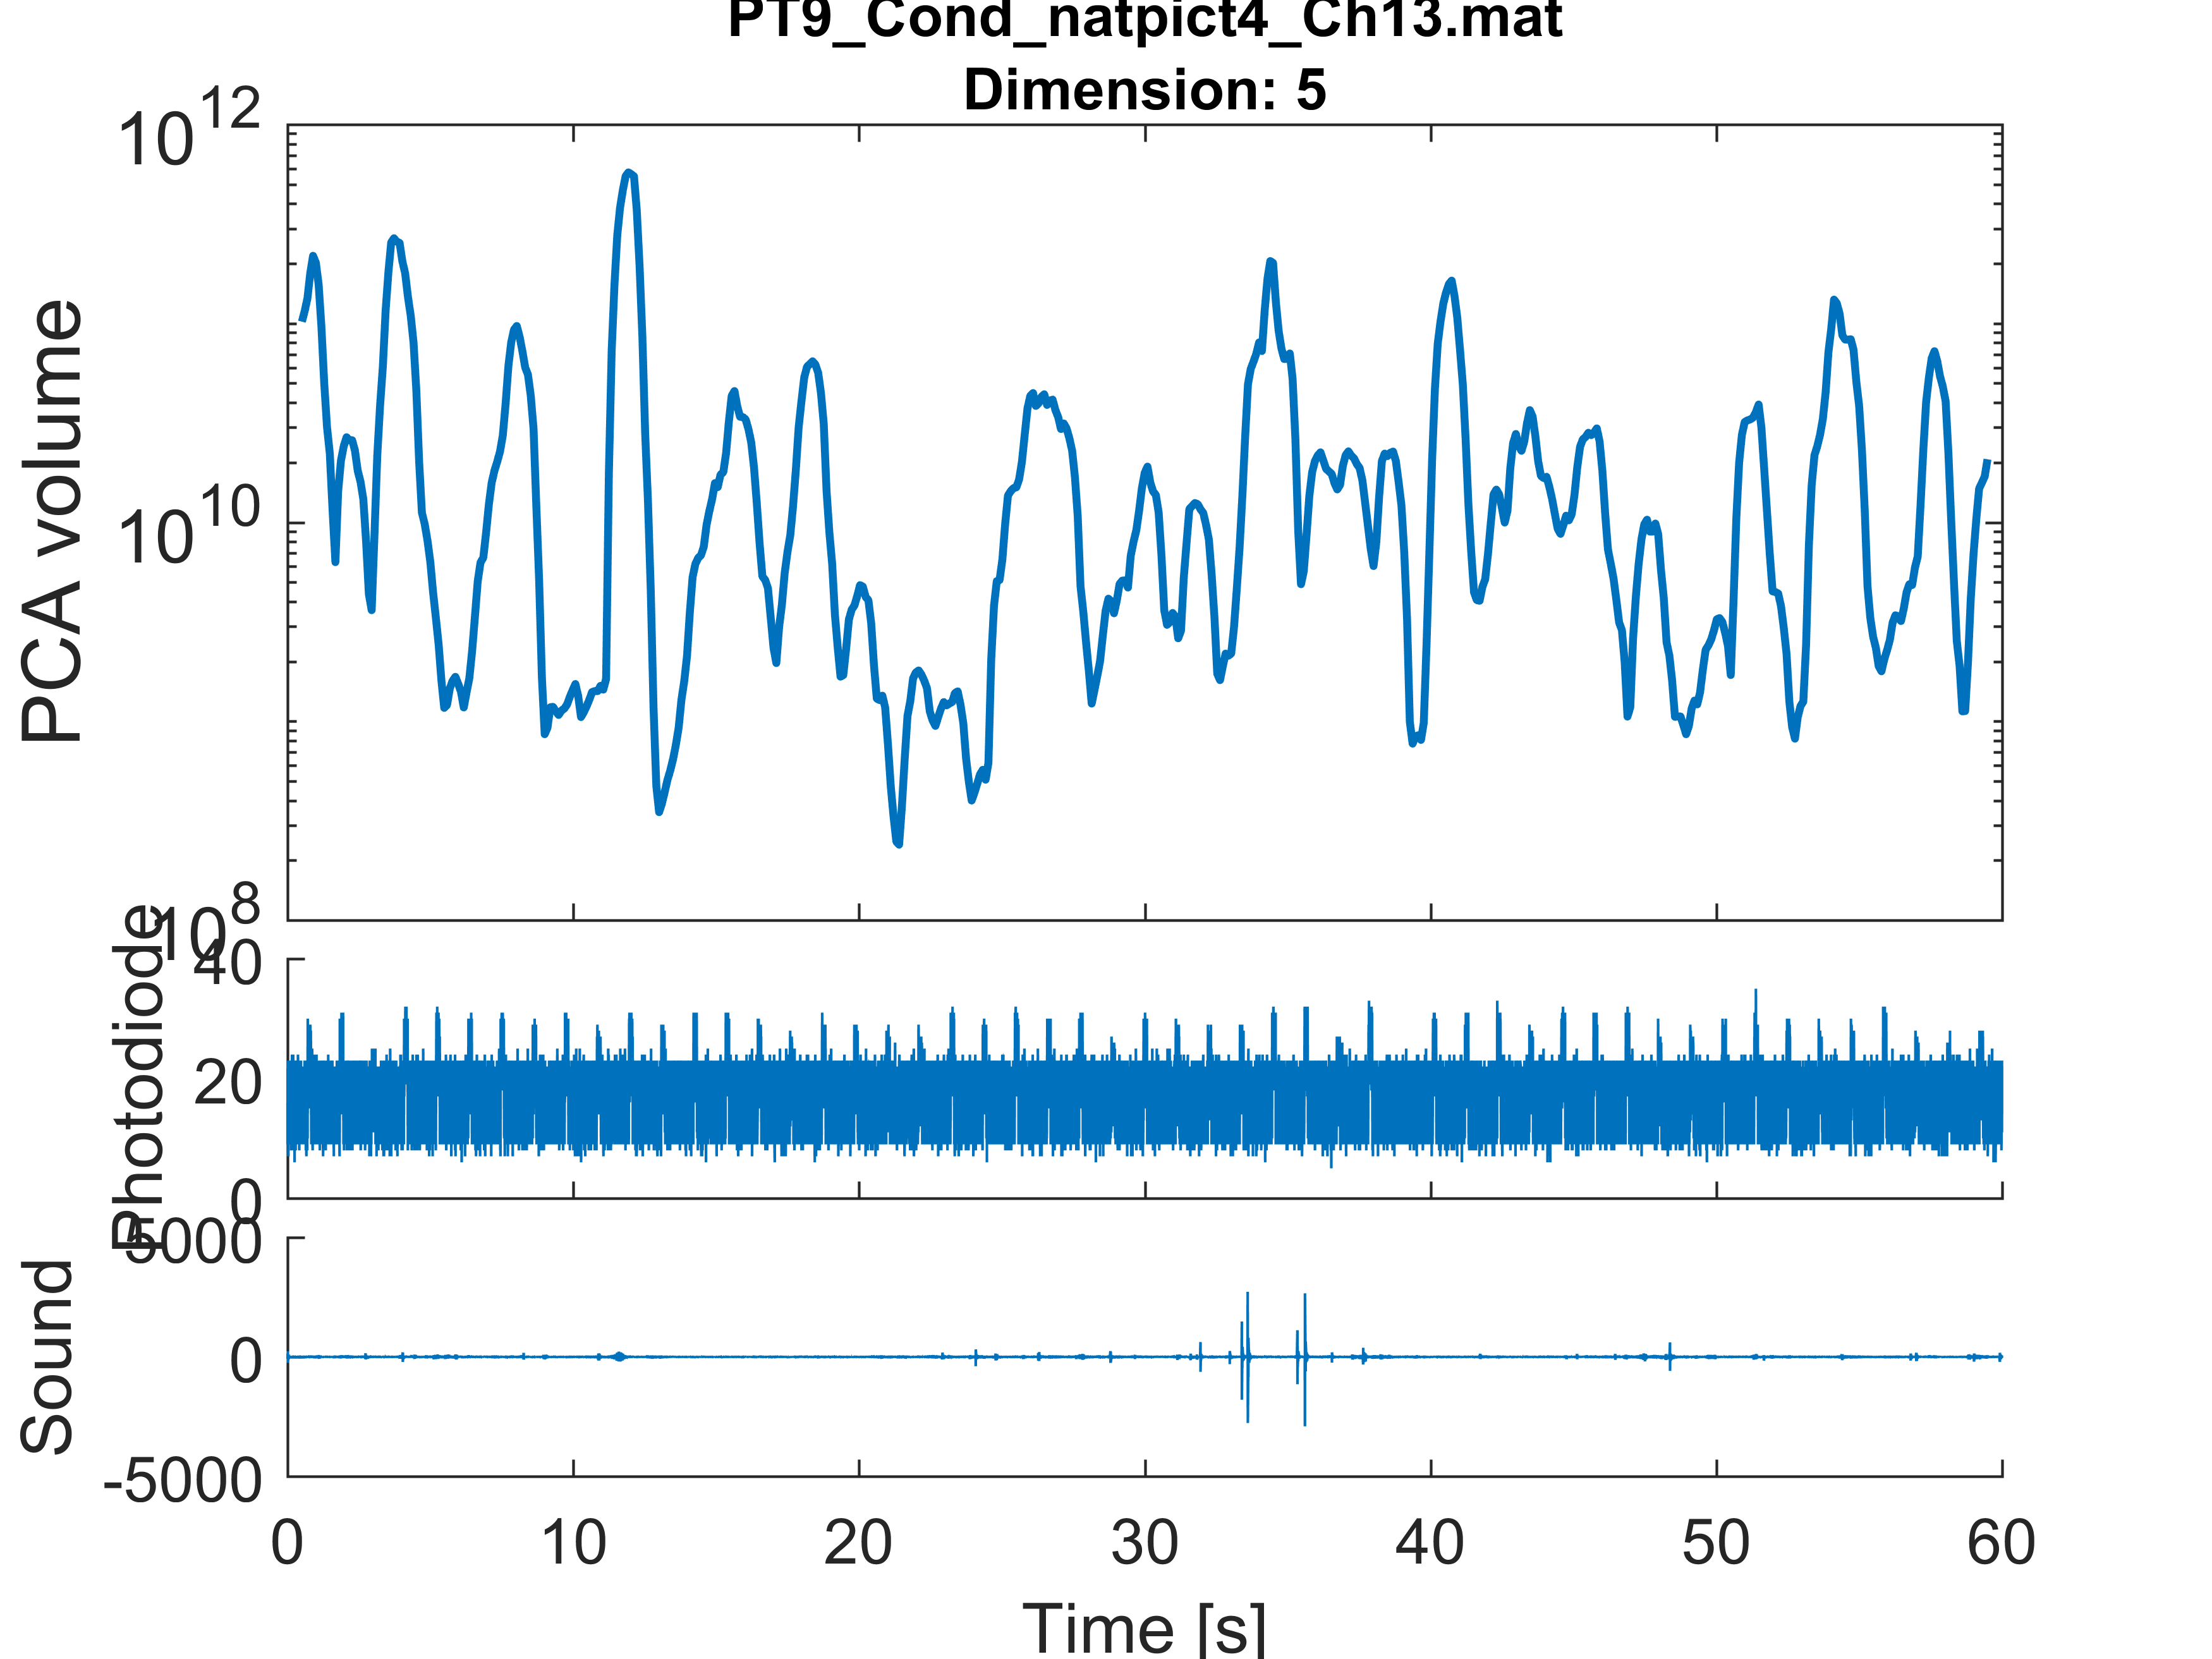 PT9_Cond_natpict4_Ch13.mat
Dimension: 5
10^12
10^10
10^8
PCA volume
40
20
0
Photodiode
5000
0
-5000
Sound
0 10 20 30 40 50 60
Time [s]